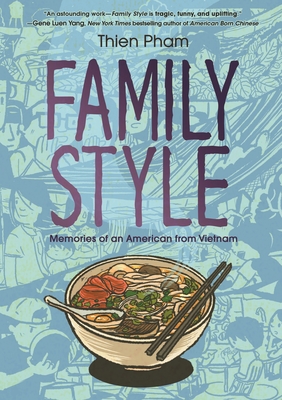 "An astounding work—Family Style is tragic, funny, and uplifting."
—Gene Luen Yang, New York Times bestselling author of American Born Chinese
Thien Pham
FAMILY
STYLE
Memories of an American from Vietnam